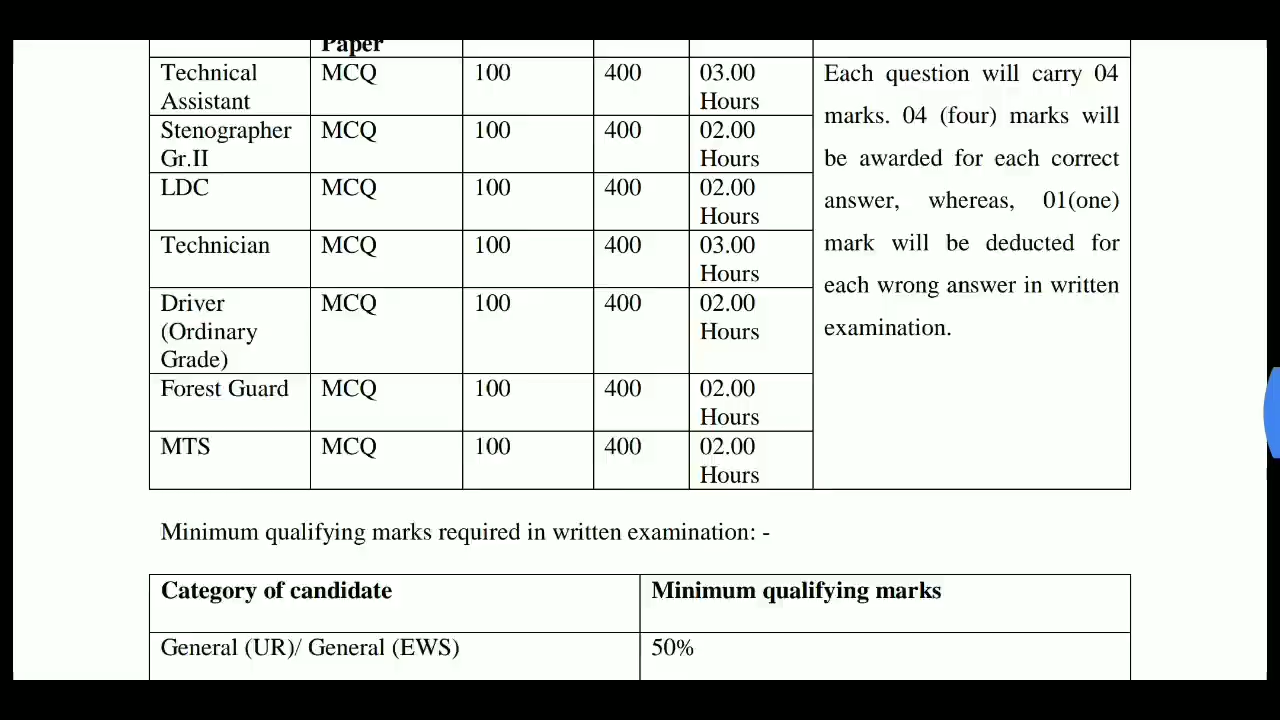 Paper
Technical Assistant MCQ 100 400 03.00 Hours
Stenographer Gr.II MCQ 100 400 02.00 Hours
LDC MCQ 100 400 02.00 Hours
Technician MCQ 100 400 03.00 Hours
Driver (Ordinary Grade) MCQ 100 400 02.00 Hours
Forest Guard MCQ 100 400 02.00 Hours
MTS MCQ 100 400 02.00 Hours
Each question will carry 04
marks. 04 (four) marks will
be awarded for each correct
answer, whereas, 01(one)
mark will be deducted for
each wrong answer in written
examination.
Minimum qualifying marks required in written examination: -
Category of candidate Minimum qualifying marks
General (UR)/ General (EWS) 50%